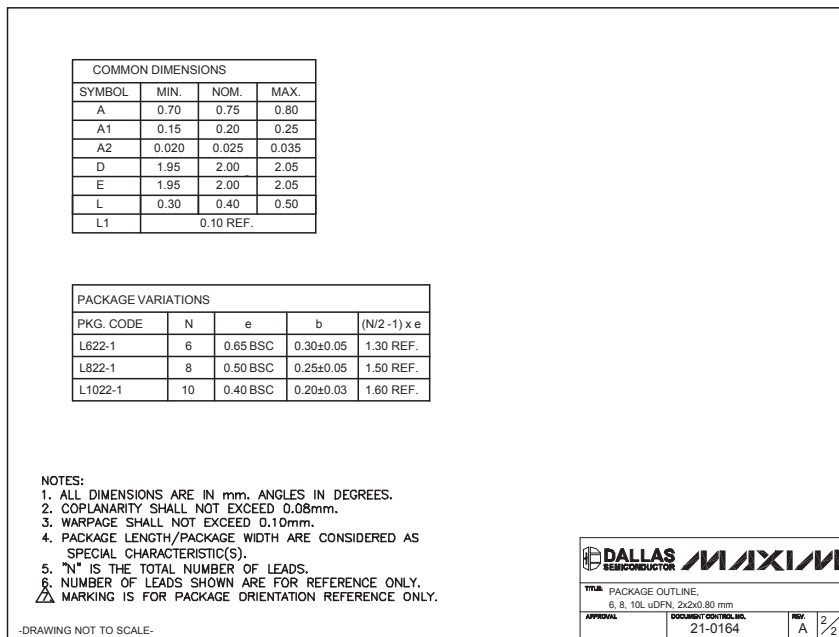 COMMON DIMENSIONS
SYMBOL MIN. NOM. MAX.
A 0.70 0.75 0.80
A1 0.15 0.20 0.25
A2 0.020 0.025 0.035
D 1.95 2.00 2.05
E 1.95 2.00 2.05
L 0.30 0.40 0.50
L1 0.10 REF.
PACKAGE VARIATIONS
PKG. CODE N e b (N/2 -1) x e
L622-1 6 0.65 BSC 0.30±0.05 1.30 REF.
L822-1 8 0.50 BSC 0.25±0.05 1.50 REF.
L1022-1 10 0.40 BSC 0.20±0.03 1.60 REF.
NOTES:
1. ALL DIMENSIONS ARE IN mm. ANGLES IN DEGREES.
2. COPLANARITY SHALL NOT EXCEED 0.08mm.
3. WARPAGE SHALL NOT EXCEED 0.10mm.
4. PACKAGE LENGTH/PACKAGE WIDTH ARE CONSIDERED AS
SPECIAL CHARACTERISTIC(S).
5. "N" IS THE TOTAL NUMBER OF LEADS.
6. NUMBER OF LEADS SHOWN ARE FOR REFERENCE ONLY.
7 MARKING IS FOR PACKAGE ORIENTATION REFERENCE ONLY.
-DRAWING NOT TO SCALE-
DALLAS SEMICONDUCTOR MAXIM
TITLE: PACKAGE OUTLINE,
6, 8, 10L uDFN, 2x2x0.80 mm
APPROVAL DOCUMENT CONTROL NO. REV.
21-0164 A 2/2